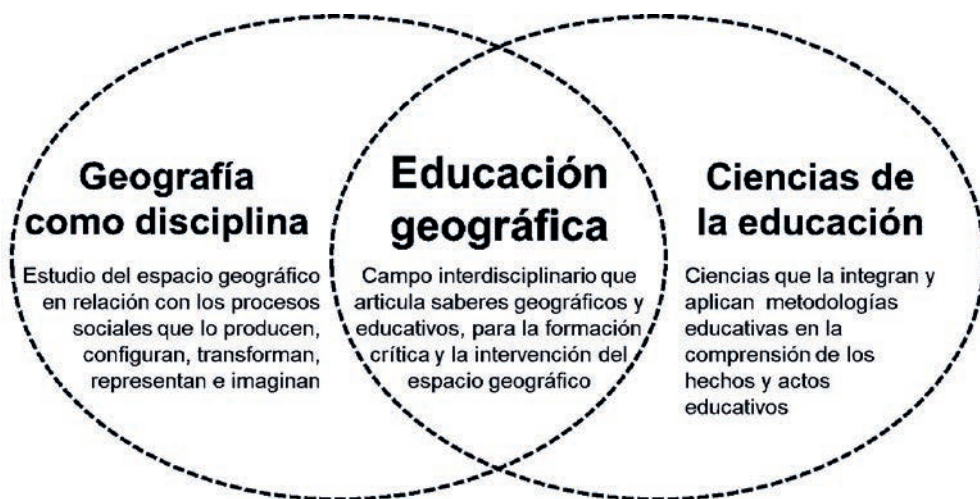 Geografía
como disciplina
Estudio del espacio geográfico
en relación con los procesos
sociales que lo producen,
configuran, transforman,
representan e imaginan
Educación
geográfica
Campo interdisciplinario que
articula saberes geográficos y
educativos, para la formación
crítica y la intervención del
espacio geográfico
Ciencias de
la educación
Ciencias que la integran y
aplican metodologías
educativas en la
comprensión de los
hechos y actos
educativos